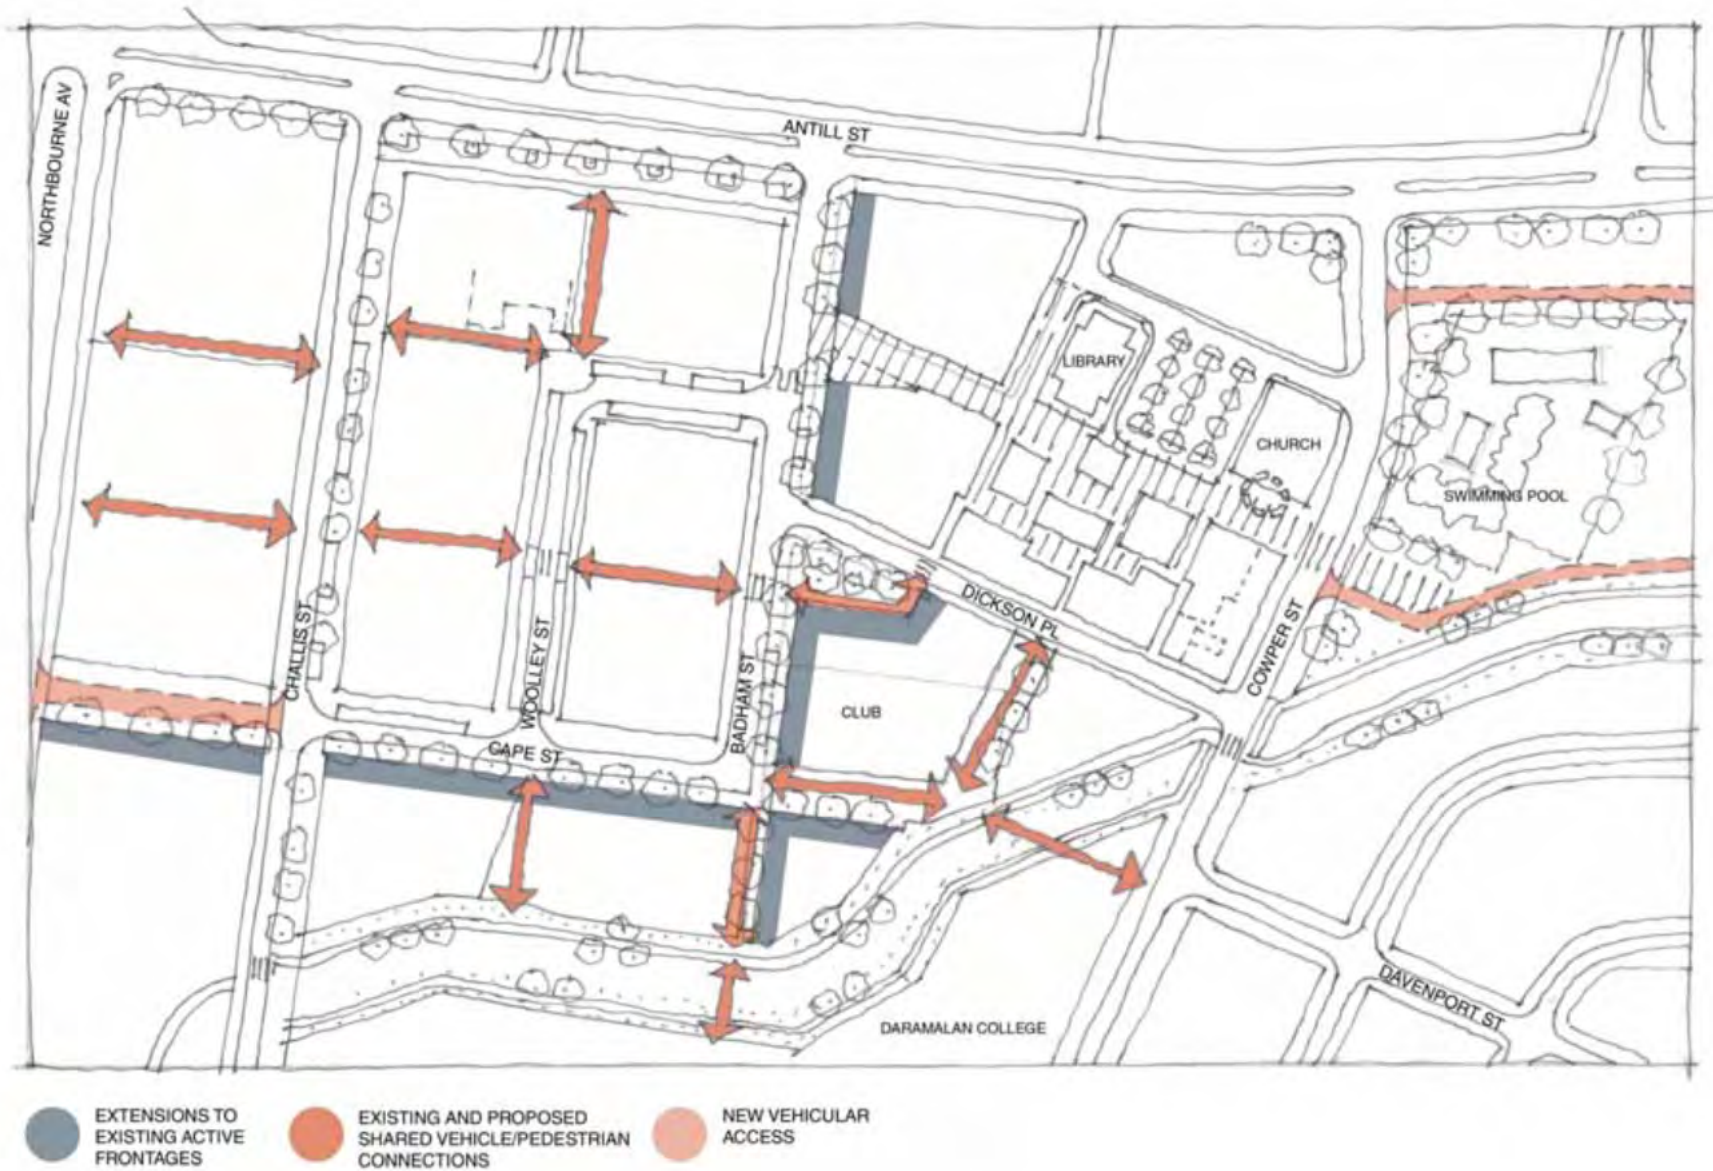 NORTHBOURNE AV
ANTILL ST
LIBRARY
CHURCH
SWIMMING POOL
DICKSON PL
COWPER ST
CHALLIS ST
WOOLLEY ST
BADHAM ST
CLUB
CAPE ST
DAVENPORT ST
DARAMALAN COLLEGE
EXTENSIONS TO
EXISTING ACTIVE
FRONTAGES
EXISTING AND PROPOSED
SHARED VEHICLE/PEDESTRIAN
CONNECTIONS
NEW VEHICULAR
ACCESS